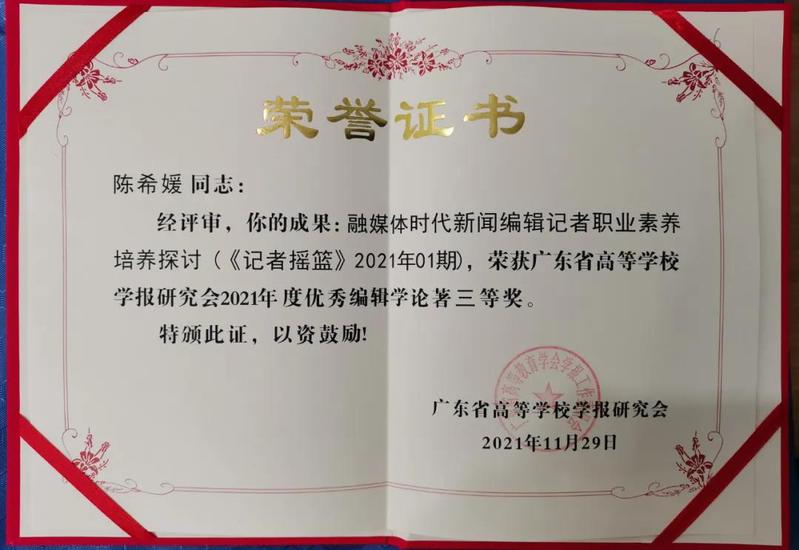 荣誉证书
陈希媛 同志：
经评审，你的成果：融媒体时代新闻编辑记者职业素养
培养探讨（《记者摇篮》2021年01期)，荣获广东省高等学校
学报研究会2021年度优秀编辑学论著三等奖。
特颁此证，以资鼓励!
广东省高等学校学报研究会
2021年11月29日